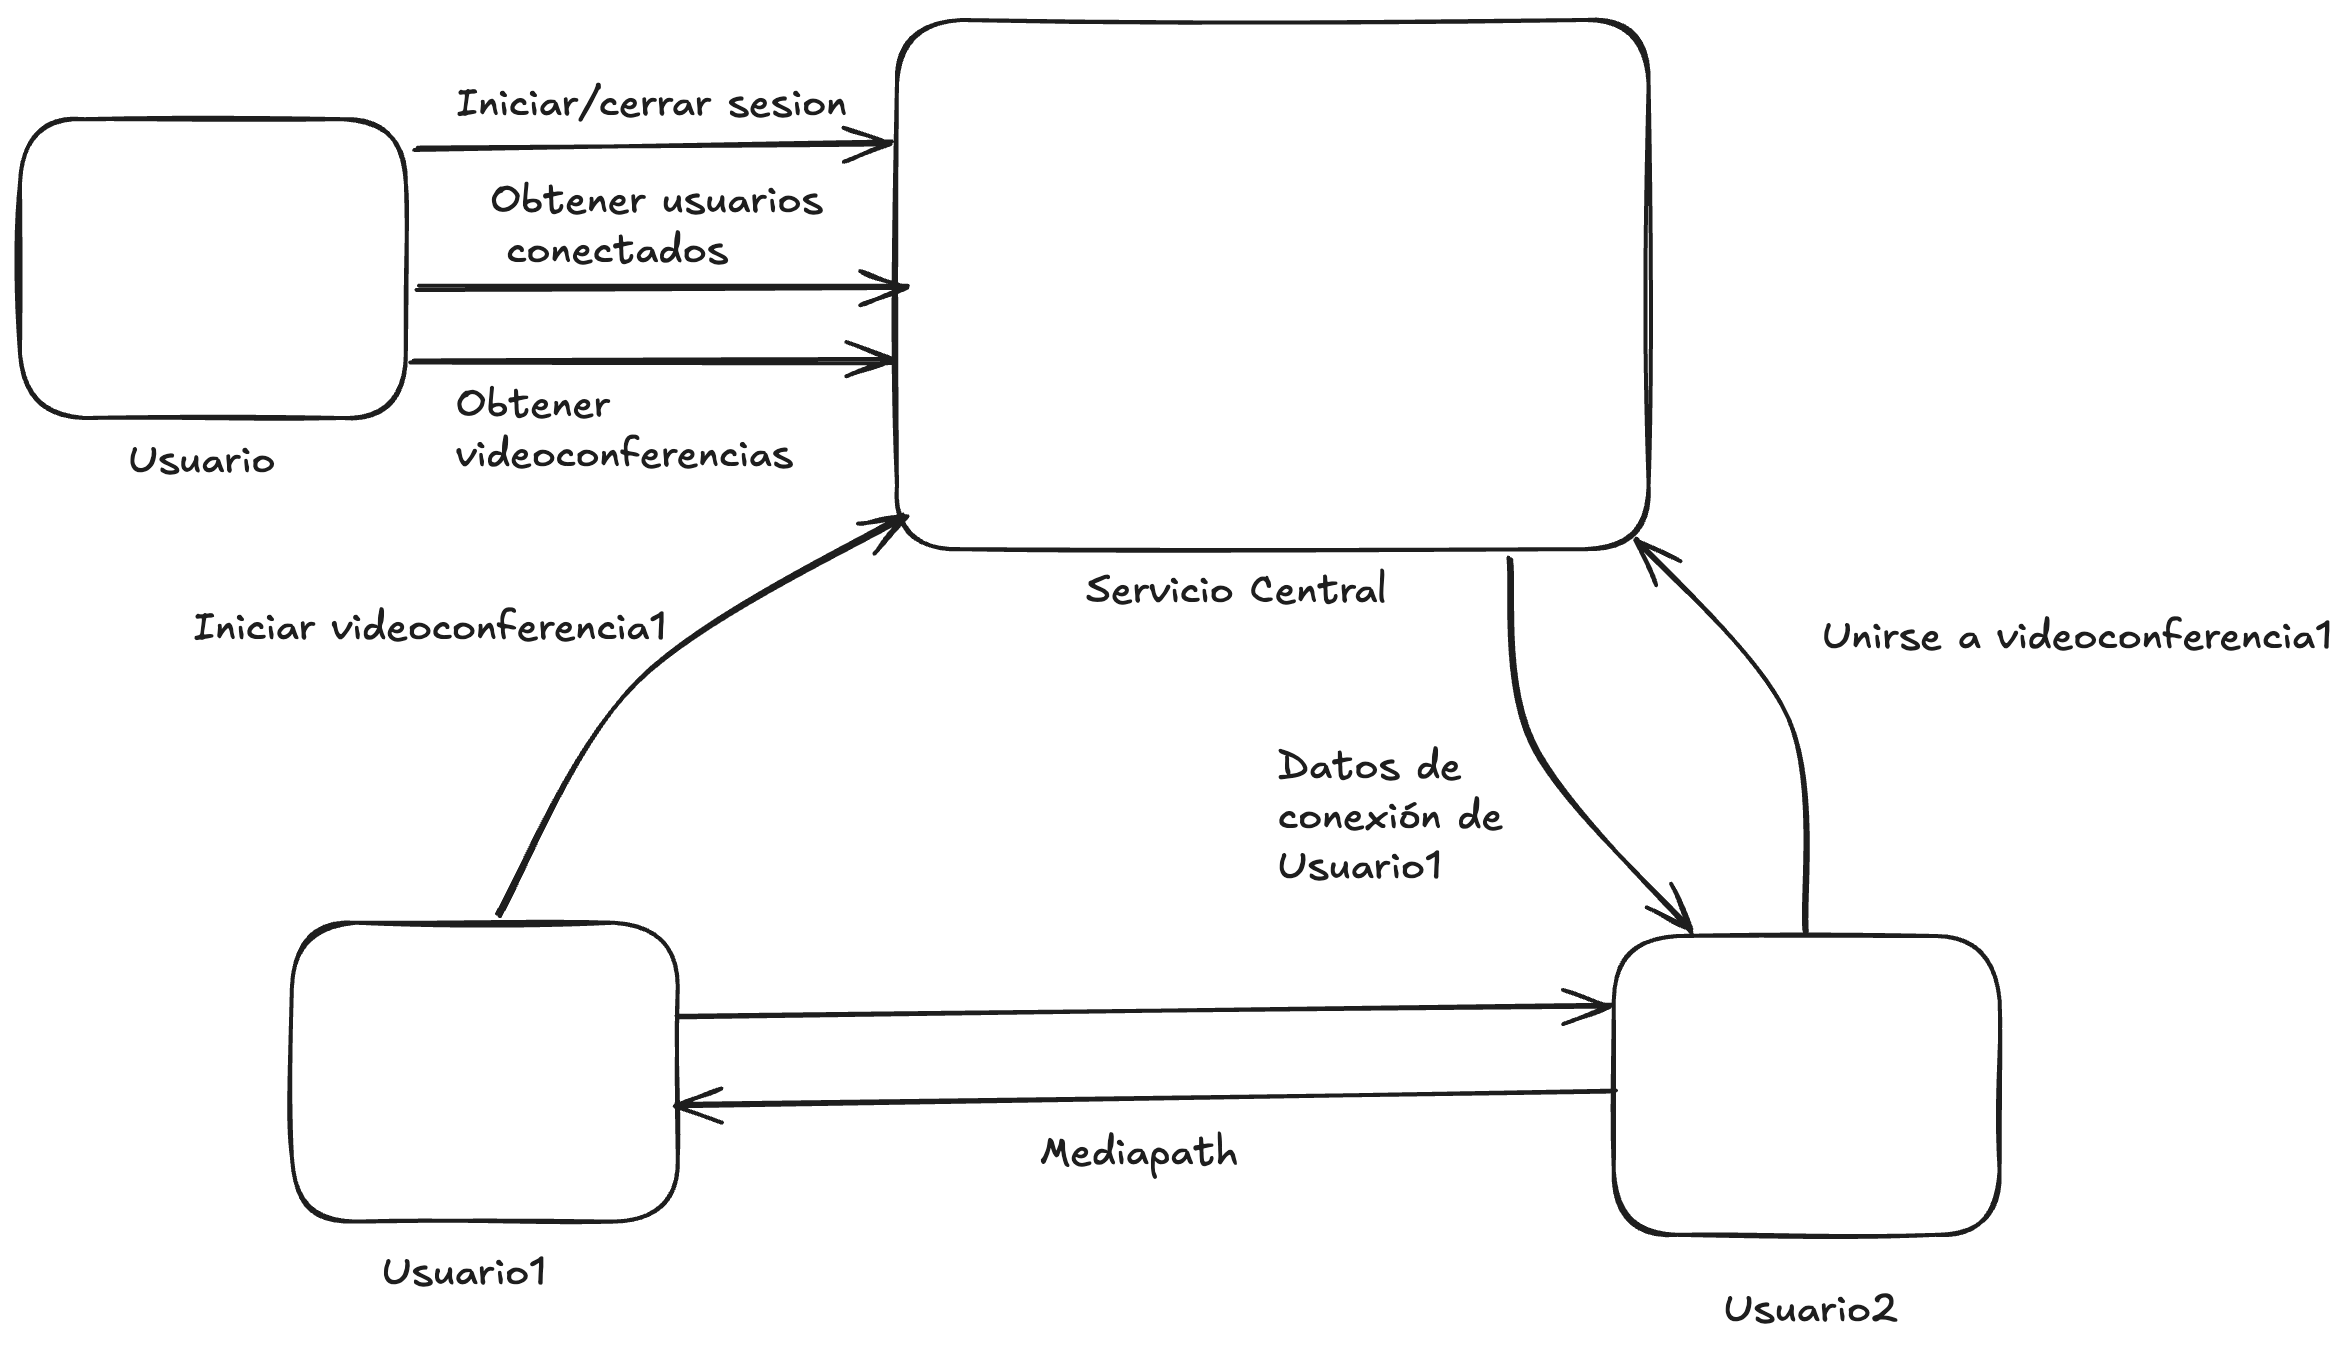 Iniciar/cerrar sesion
Obtener usuarios
conectados
Obtener
videoconferencias
Usuario
Servicio Central
Iniciar videoconferencia1
Unirse a videoconferencia1
Datos de
conexión de
Usuario1
Mediapath
Usuario1
Usuario2